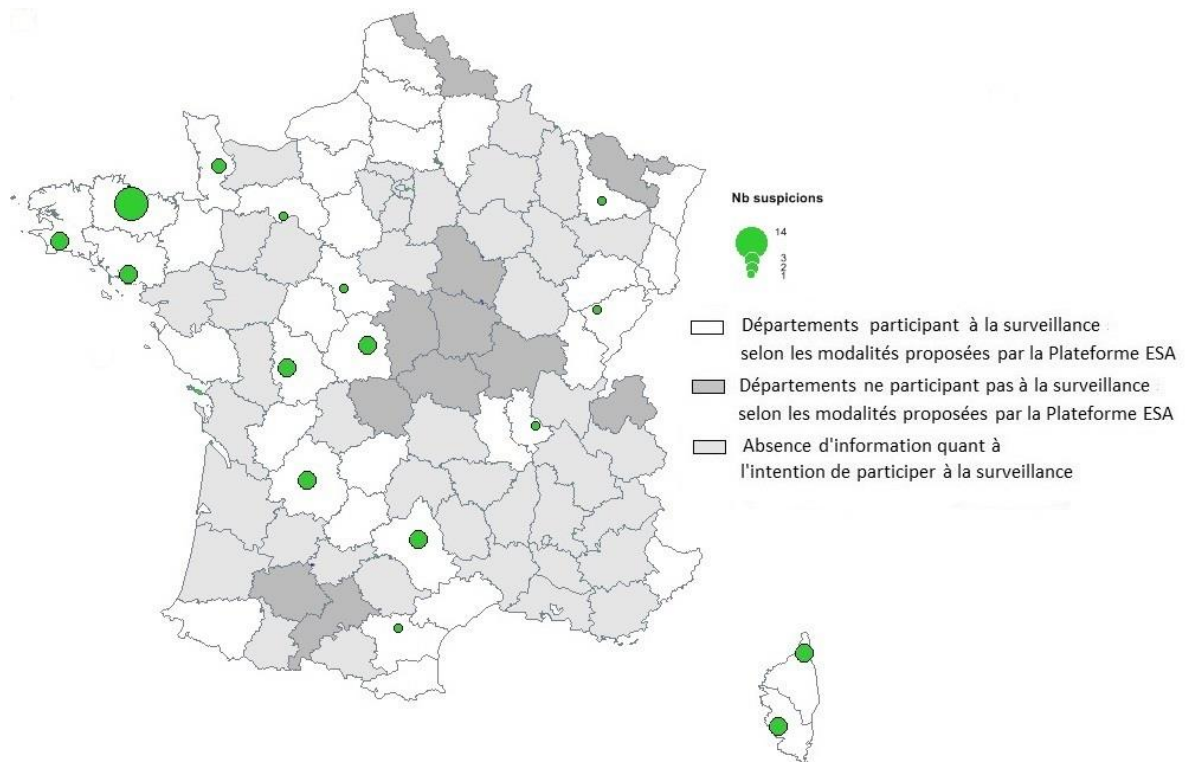 Nb suspicions
14
3
2
1
Départements participant à la surveillance
selon les modalités proposées par la Plateforme ESA
Départements ne participant pas à la surveillance
selon les modalités proposées par la Plateforme ESA
Absence d'information quant à
l'intention de participer à la surveillance